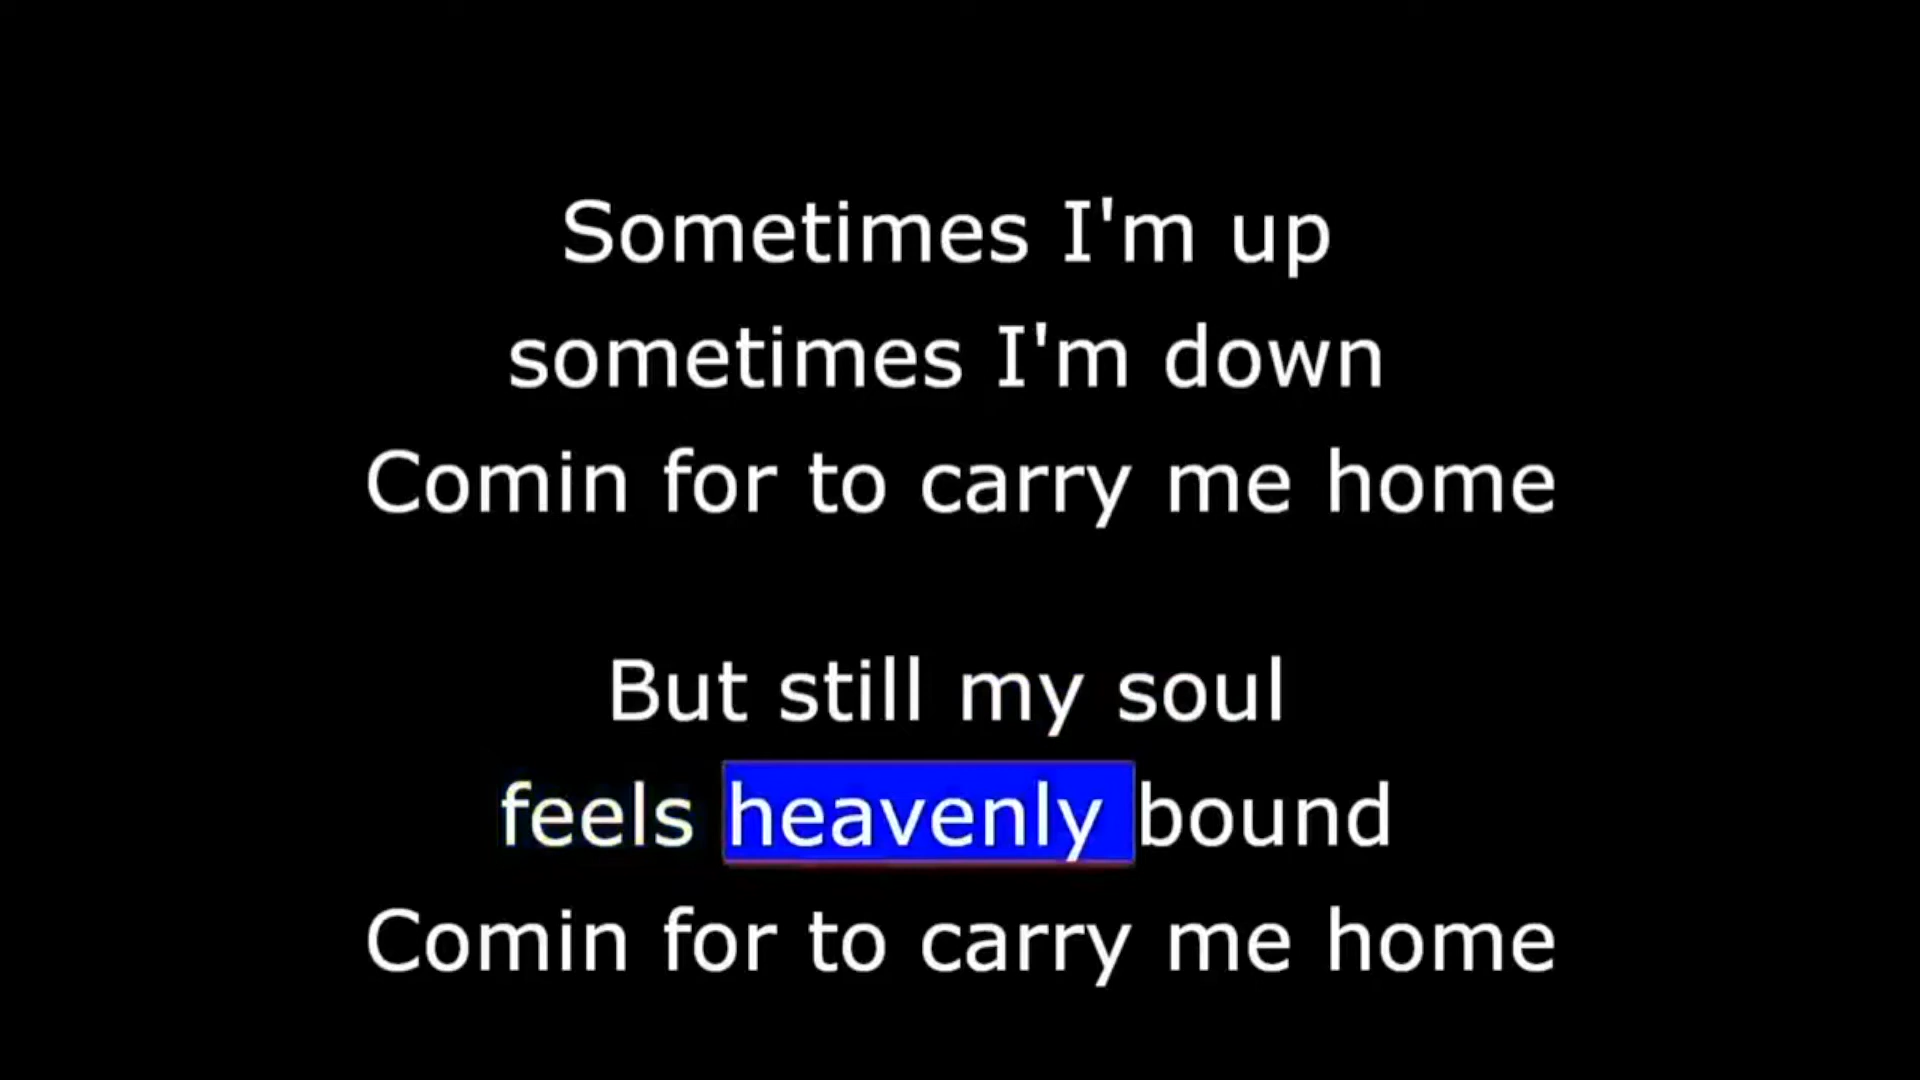 Sometimes I'm up
sometimes I'm down
Comin for to carry me home
But still my soul
feels heavenly bound
Comin for to carry me home